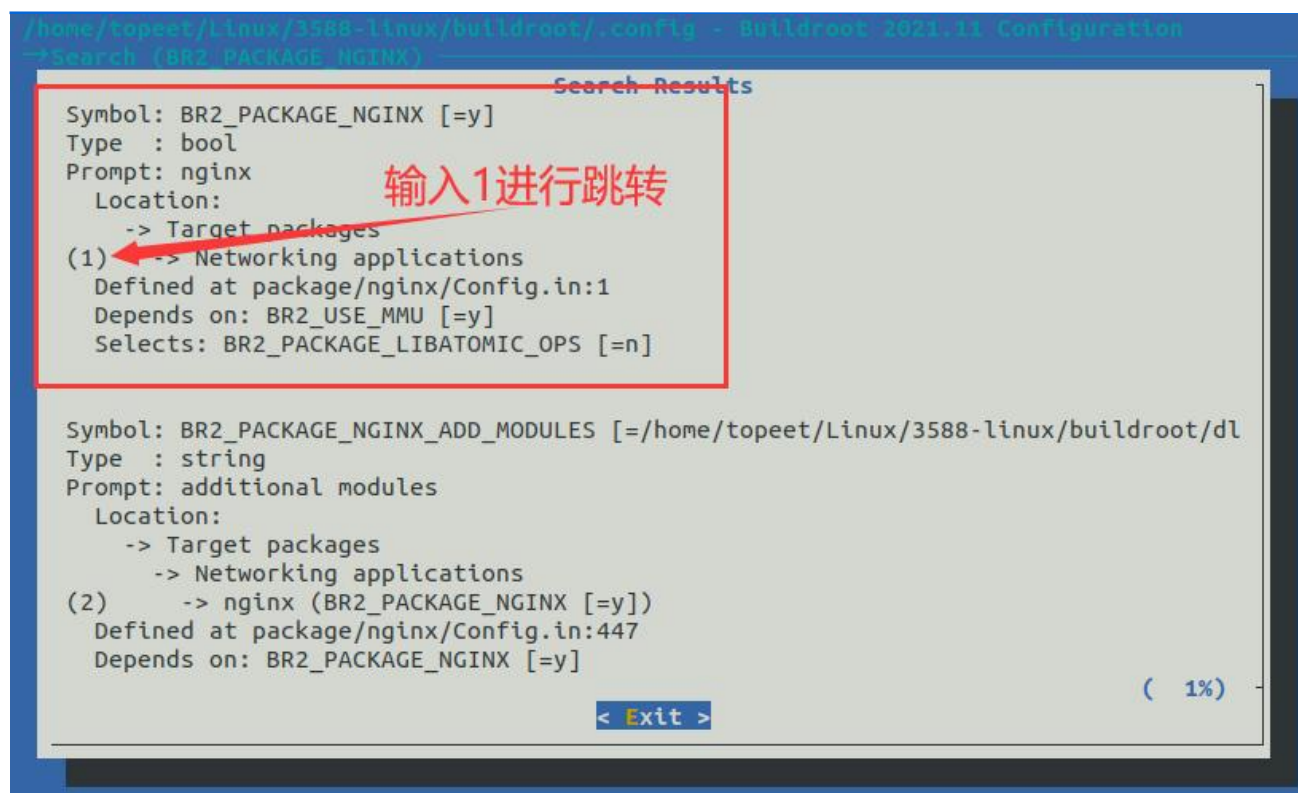 /home/topeet/Linux/3588-linux/buildroot/.config - Buildroot 2021.11 Configuration
→Search (BR2_PACKAGE_NGINX)
Search Results
Symbol: BR2_PACKAGE_NGINX [=y]
Type  : bool
Prompt: nginx
输入1进行跳转
Location:
-> Target packages
(1)   -> Networking applications
Defined at package/nginx/Config.in:1
Depends on: BR2_USE_MMU [=y]
Selects: BR2_PACKAGE_LIBATOMIC_OPS [=n]
Symbol: BR2_PACKAGE_NGINX_ADD_MODULES [=/home/topeet/Linux/3588-linux/buildroot/dl
Type  : string
Prompt: additional modules
Location:
-> Target packages
-> Networking applications
(2)     -> nginx (BR2_PACKAGE_NGINX [=y])
Defined at package/nginx/Config.in:447
Depends on: BR2_PACKAGE_NGINX [=y]
(  1%)
< Exit >